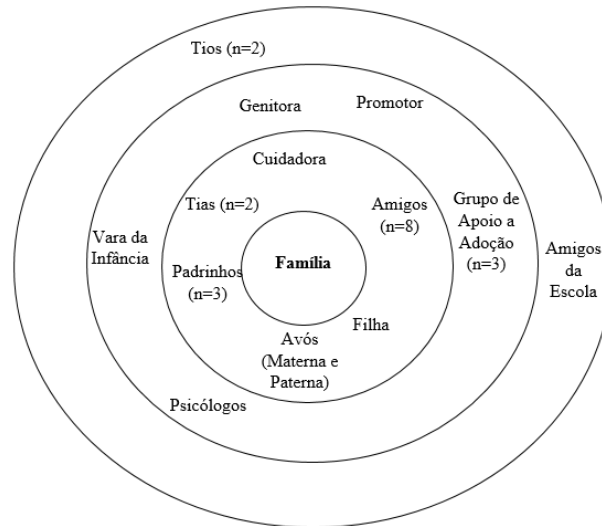 Tios (n=2)
Genitora
Promotor
Cuidadora
Tias (n=2)
Amigos
(n=8)
Grupo de
Apoio a
Adoção
(n=3)
Vara da
Infância
Padrinhos
(n=3)
Família
Amigos
da
Escola
Filha
Avós
(Materna e
Paterna)
Psicólogos